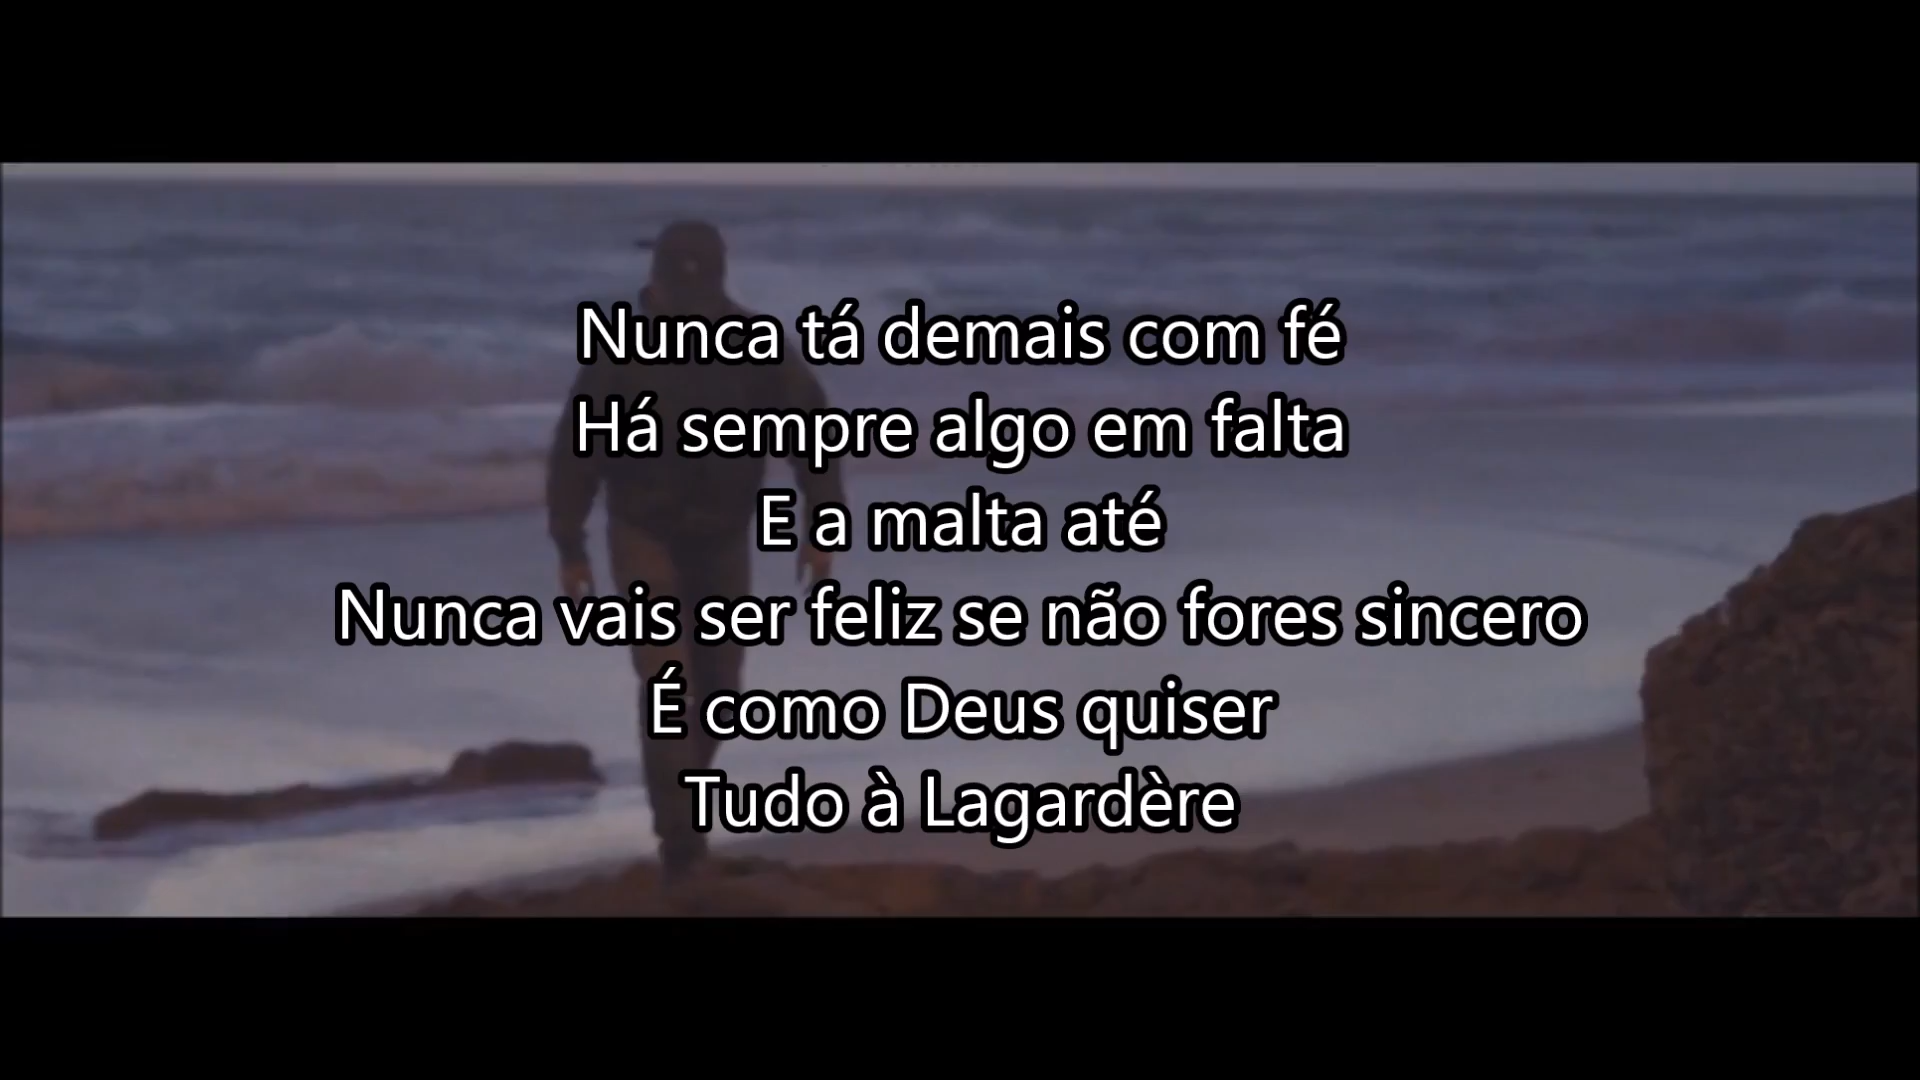 Nunca tá demais com fé
Há sempre algo em falta
E a malta até
Nunca vais ser feliz se não fores sincero
É como Deus quiser
Tudo à Lagardère